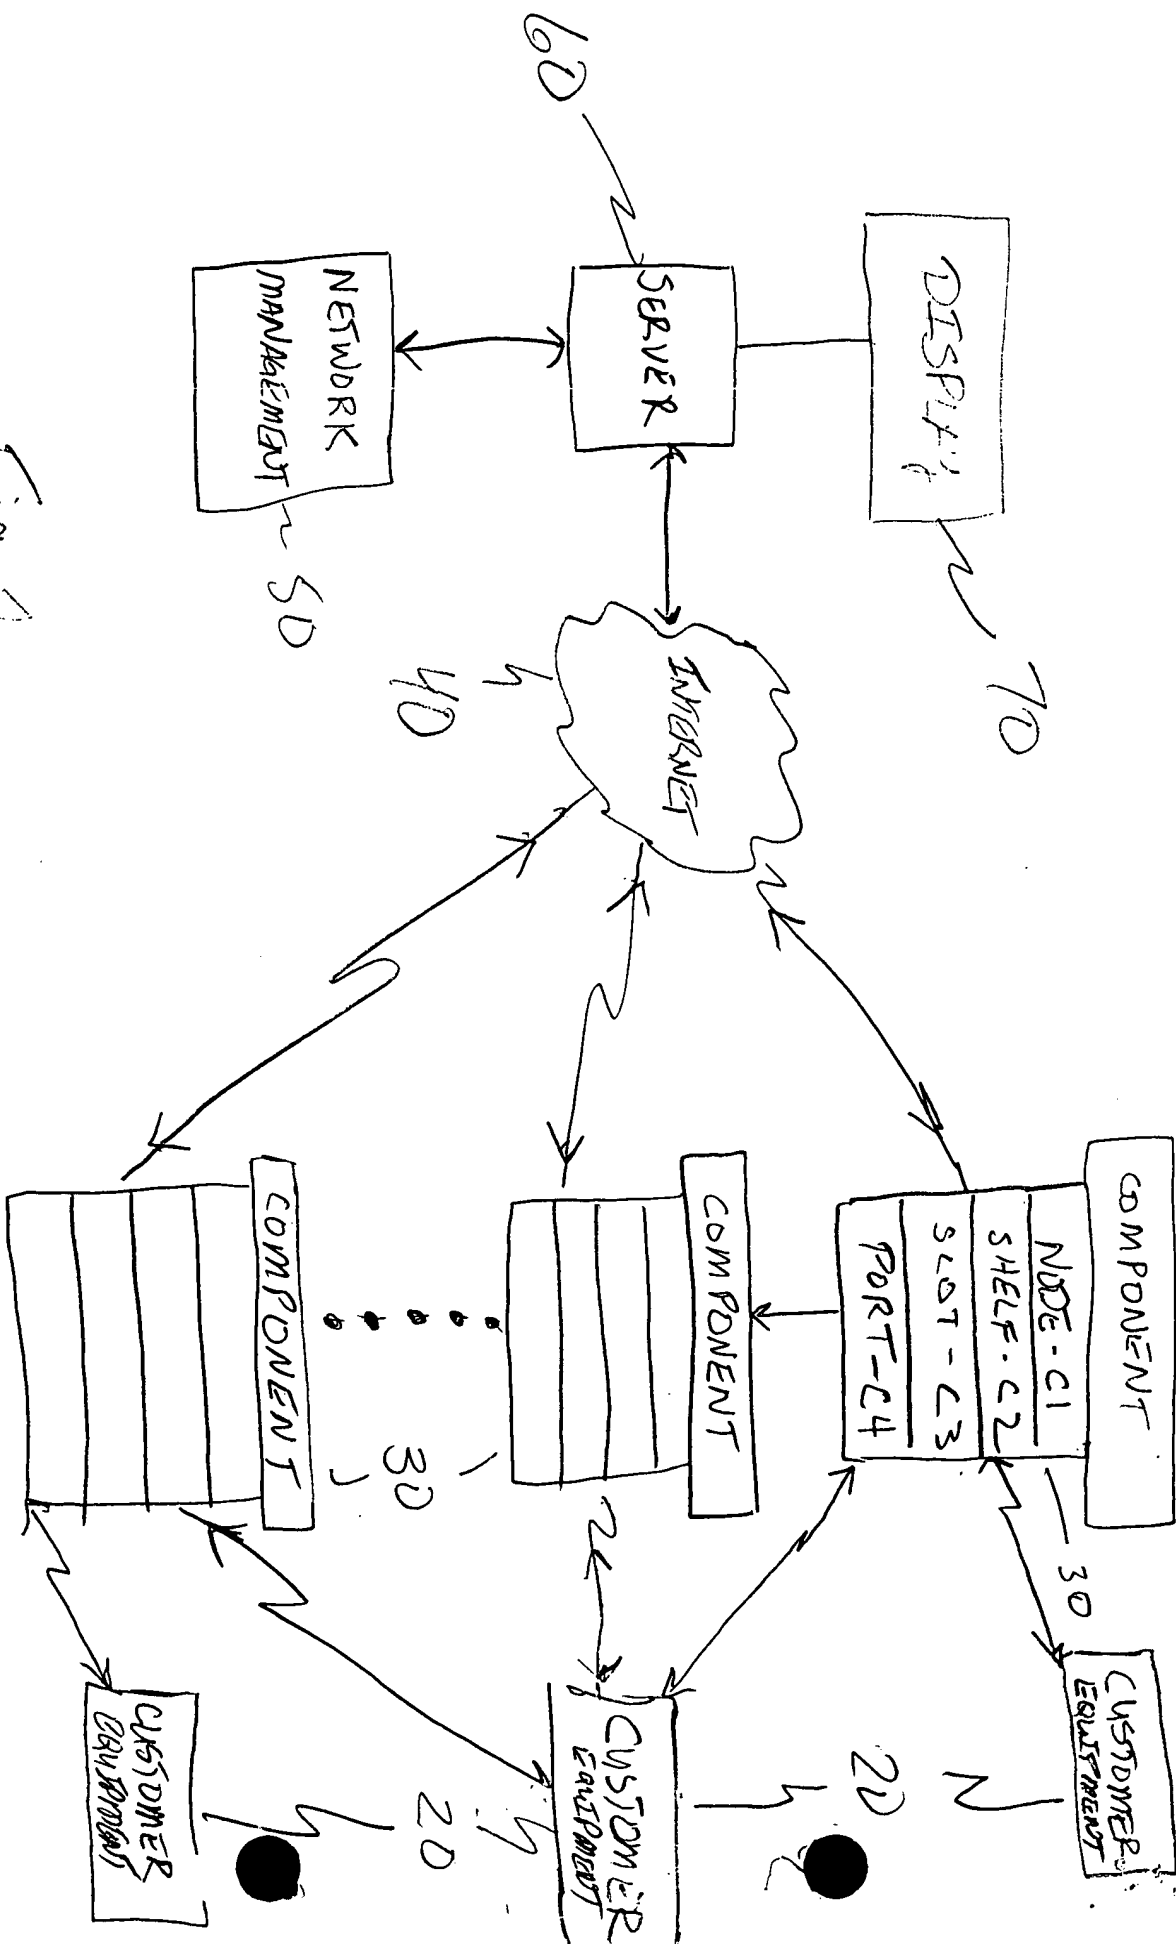 DISPLAY
70
60
SERVER
NETWORK
MANAGEMENT
50
INTERNET
40
COMPONENT
NODE-C1
SHELF-C2
SLOT-C3
PORT-C4
30
COMPONENT
30
COMPONENT
CUSTOMER
EQUIPMENT
20
CUSTOMER
EQUIPMENT
20
CUSTOMER
EQUIPMENT